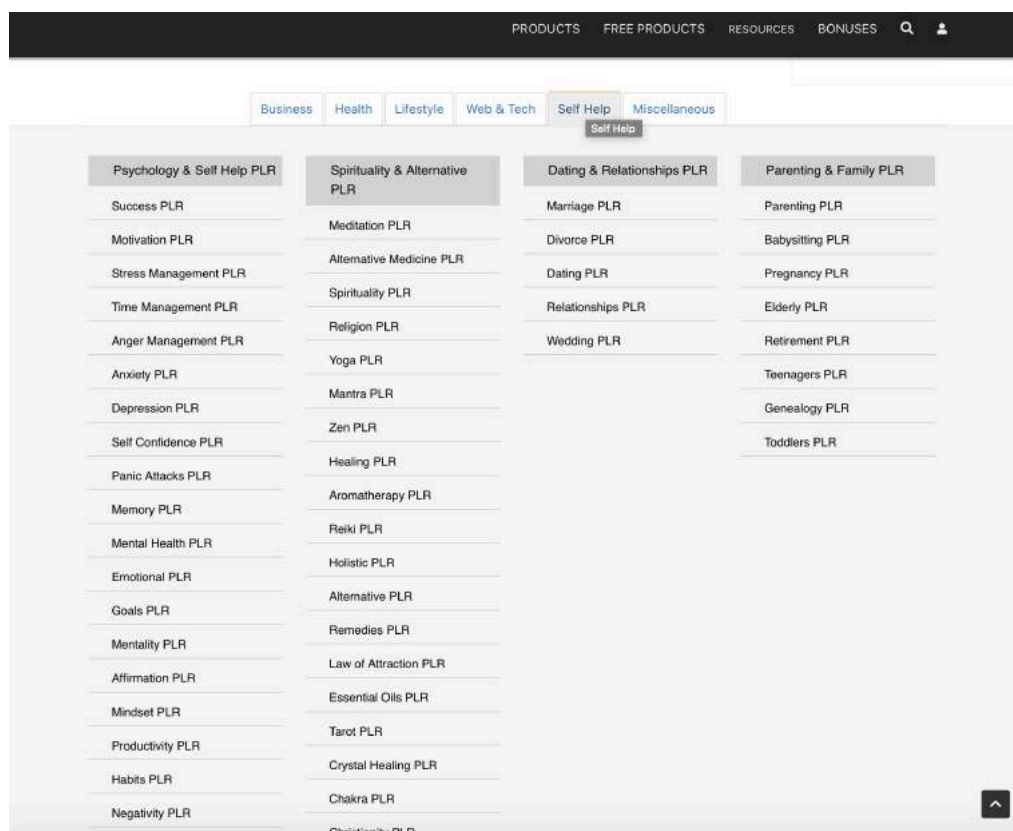 PRODUCTS FREE PRODUCTS RESOURCES BONUSES
Business Health Lifestyle Web & Tech Self Help Miscellaneous
Self Help
Psychology & Self Help PLR
Success PLR
Motivation PLR
Stress Management PLR
Time Management PLR
Anger Management PLR
Anxiety PLR
Depression PLR
Self Confidence PLR
Panic Attacks PLR
Memory PLR
Mental Health PLR
Emotional PLR
Goals PLR
Mentality PLR
Affirmation PLR
Mindset PLR
Productivity PLR
Habits PLR
Negativity PLR
Spirituality & Alternative
PLR
Meditation PLR
Alternative Medicine PLR
Spirituality PLR
Religion PLR
Yoga PLR
Mantra PLR
Zen PLR
Healing PLR
Aromatherapy PLR
Reiki PLR
Holistic PLR
Alternative PLR
Remedies PLR
Law of Attraction PLR
Essential Oils PLR
Tarot PLR
Crystal Healing PLR
Chakra PLR
Christianity PLR
Dating & Relationships PLR
Marriage PLR
Divorce PLR
Dating PLR
Relationships PLR
Wedding PLR
Parenting & Family PLR
Parenting PLR
Babysitting PLR
Pregnancy PLR
Elderly PLR
Retirement PLR
Teenagers PLR
Genealogy PLR
Toddlers PLR